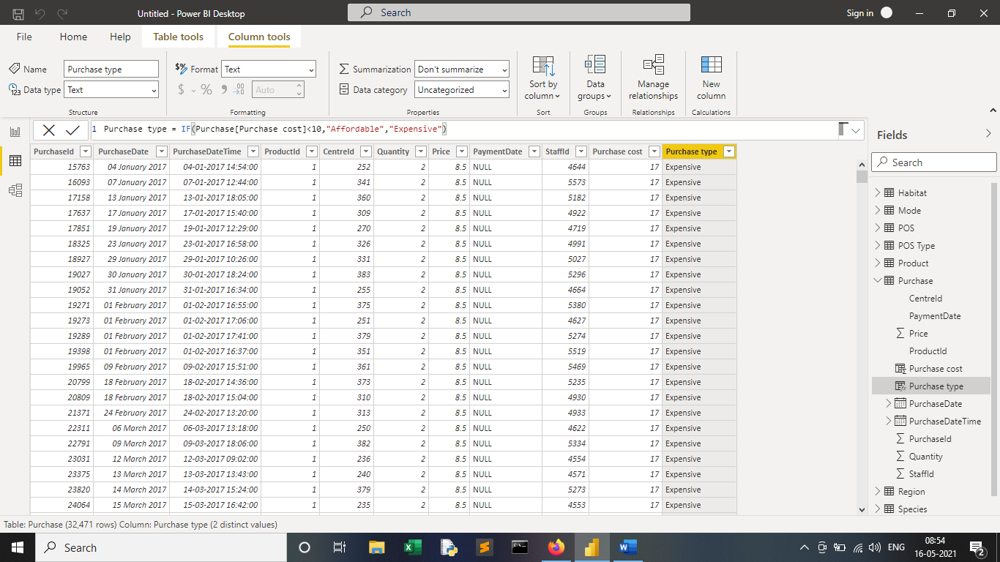 Untitled - Power BI Desktop
Search
Sign in
File Home Help Table tools Column tools
Name Purchase type
Data type Text
Structure
$% Format Text
$ % 9 .00 Auto
Formatting
Summarization Don't summarize
Data category Uncategorized
Properties
Sort by
column
Sort
Data
groups
Groups
Manage
relationships
Relationships
New
column
Calculations
1 Purchase type = IF(Purchase[Purchase cost]<10,"Affordable","Expensive")
PurchaseId PurchaseDate PurchaseDateTime ProductId CentreId Quantity Price PaymentDate StaffId Purchase cost Purchase type
15763 04 January 2017 04-01-2017 14:54:00 1 252 2 8.5 NULL 4644 17 Expensive
16093 07 January 2017 07-01-2017 12:44:00 1 341 2 8.5 NULL 5573 17 Expensive
17158 13 January 2017 13-01-2017 18:05:00 1 360 2 8.5 NULL 5182 17 Expensive
17637 17 January 2017 17-01-2017 15:40:00 1 309 2 8.5 NULL 4922 17 Expensive
17851 19 January 2017 19-01-2017 12:29:00 1 270 2 8.5 NULL 4719 17 Expensive
18325 23 January 2017 23-01-2017 16:58:00 1 326 2 8.5 NULL 4991 17 Expensive
18927 29 January 2017 29-01-2017 10:26:00 1 331 2 8.5 NULL 5027 17 Expensive
19027 30 January 2017 30-01-2017 18:24:00 1 383 2 8.5 NULL 5296 17 Expensive
19052 31 January 2017 31-01-2017 16:34:00 1 255 2 8.5 NULL 4664 17 Expensive
19271 01 February 2017 01-02-2017 16:55:00 1 375 2 8.5 NULL 5380 17 Expensive
19273 01 February 2017 01-02-2017 17:06:00 1 251 2 8.5 NULL 4627 17 Expensive
19289 01 February 2017 01-02-2017 17:41:00 1 379 2 8.5 NULL 5274 17 Expensive
19398 01 February 2017 01-02-2017 16:37:00 1 351 2 8.5 NULL 5519 17 Expensive
19965 09 February 2017 09-02-2017 15:51:00 1 361 2 8.5 NULL 5469 17 Expensive
20799 18 February 2017 18-02-2017 14:36:00 1 373 2 8.5 NULL 5235 17 Expensive
20809 18 February 2017 18-02-2017 15:04:00 1 310 2 8.5 NULL 4930 17 Expensive
21371 24 February 2017 24-02-2017 13:20:00 1 313 2 8.5 NULL 4933 17 Expensive
22311 06 March 2017 06-03-2017 13:18:00 1 250 2 8.5 NULL 4622 17 Expensive
22791 09 March 2017 09-03-2017 18:06:00 1 382 2 8.5 NULL 5334 17 Expensive
23031 12 March 2017 12-03-2017 09:02:00 1 236 2 8.5 NULL 4554 17 Expensive
23375 13 March 2017 13-03-2017 13:43:00 1 240 2 8.5 NULL 4571 17 Expensive
23820 14 March 2017 14-03-2017 15:24:00 1 379 2 8.5 NULL 5273 17 Expensive
24064 15 March 2017 15-03-2017 16:42:00 1 235 2 8.5 NULL 4553 17 Expensive
Fields
Search
Habitat
Mode
POS
POS Type
Product
Purchase
CentreId
PaymentDate
Price
ProductId
Purchase cost
Purchase type
PurchaseDate
PurchaseDateTime
PurchaseId
Quantity
StaffId
Region
Species
Table: Purchase (32,471 rows) Column: Purchase type (2 distinct values)
Search
ENG
08:54
16-05-2021
2